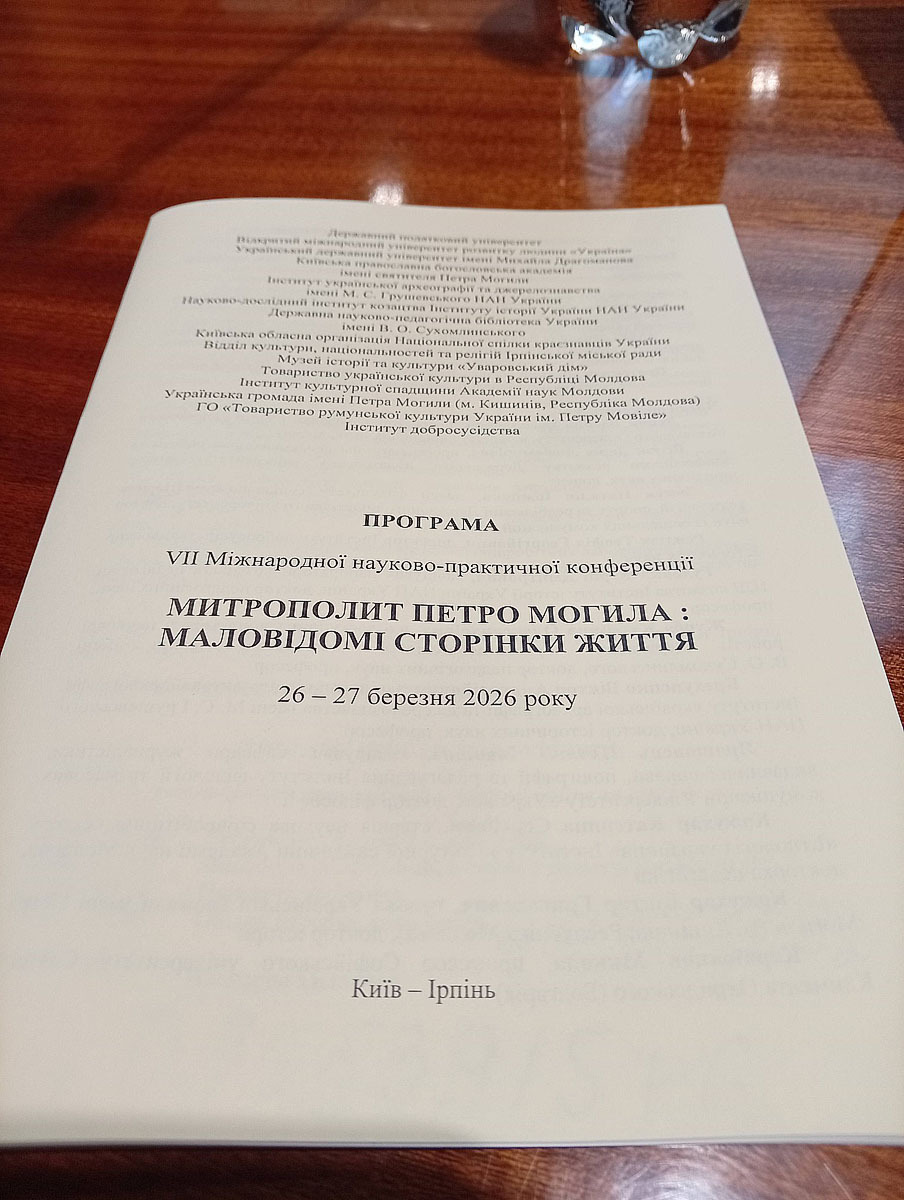 Державний податковий університет
Відкритий міжнародний університет розвитку людини «Україна»
Український державний університет імені Михайла Драгоманова
Київська православна богословська академія
імені святителя Петра Могили
Інститут української археографії та джерелознавства
імені М. С. Грушевського НАН України
Науково-дослідний інститут козацтва Інституту історії України НАН України
Державна науково-педагогічна бібліотека України
імені В. О. Сухомлинського
Київська обласна організація Національної спілки краєзнавців України
Відділ культури, національностей та релігій Ірпінської міської ради
Музей історії та культури «Уваровський дім»
Товариство української культури в Республіці Молдова
Інститут культурної спадщини Академії наук Молдови
Українська громада імені Петра Могили (м. Кишинів, Республіка Молдова)
ГО «Товариство румунської культури України ім. Петру Мовіле»
Інститут добросусідства
ПРОГРАМА
VII Міжнародної науково-практичної конференції
МИТРОПОЛИТ ПЕТРО МОГИЛА :
МАЛОВІДОМІ СТОРІНКИ ЖИТТЯ
26 – 27 березня 2026 року
Київ – Ірпінь